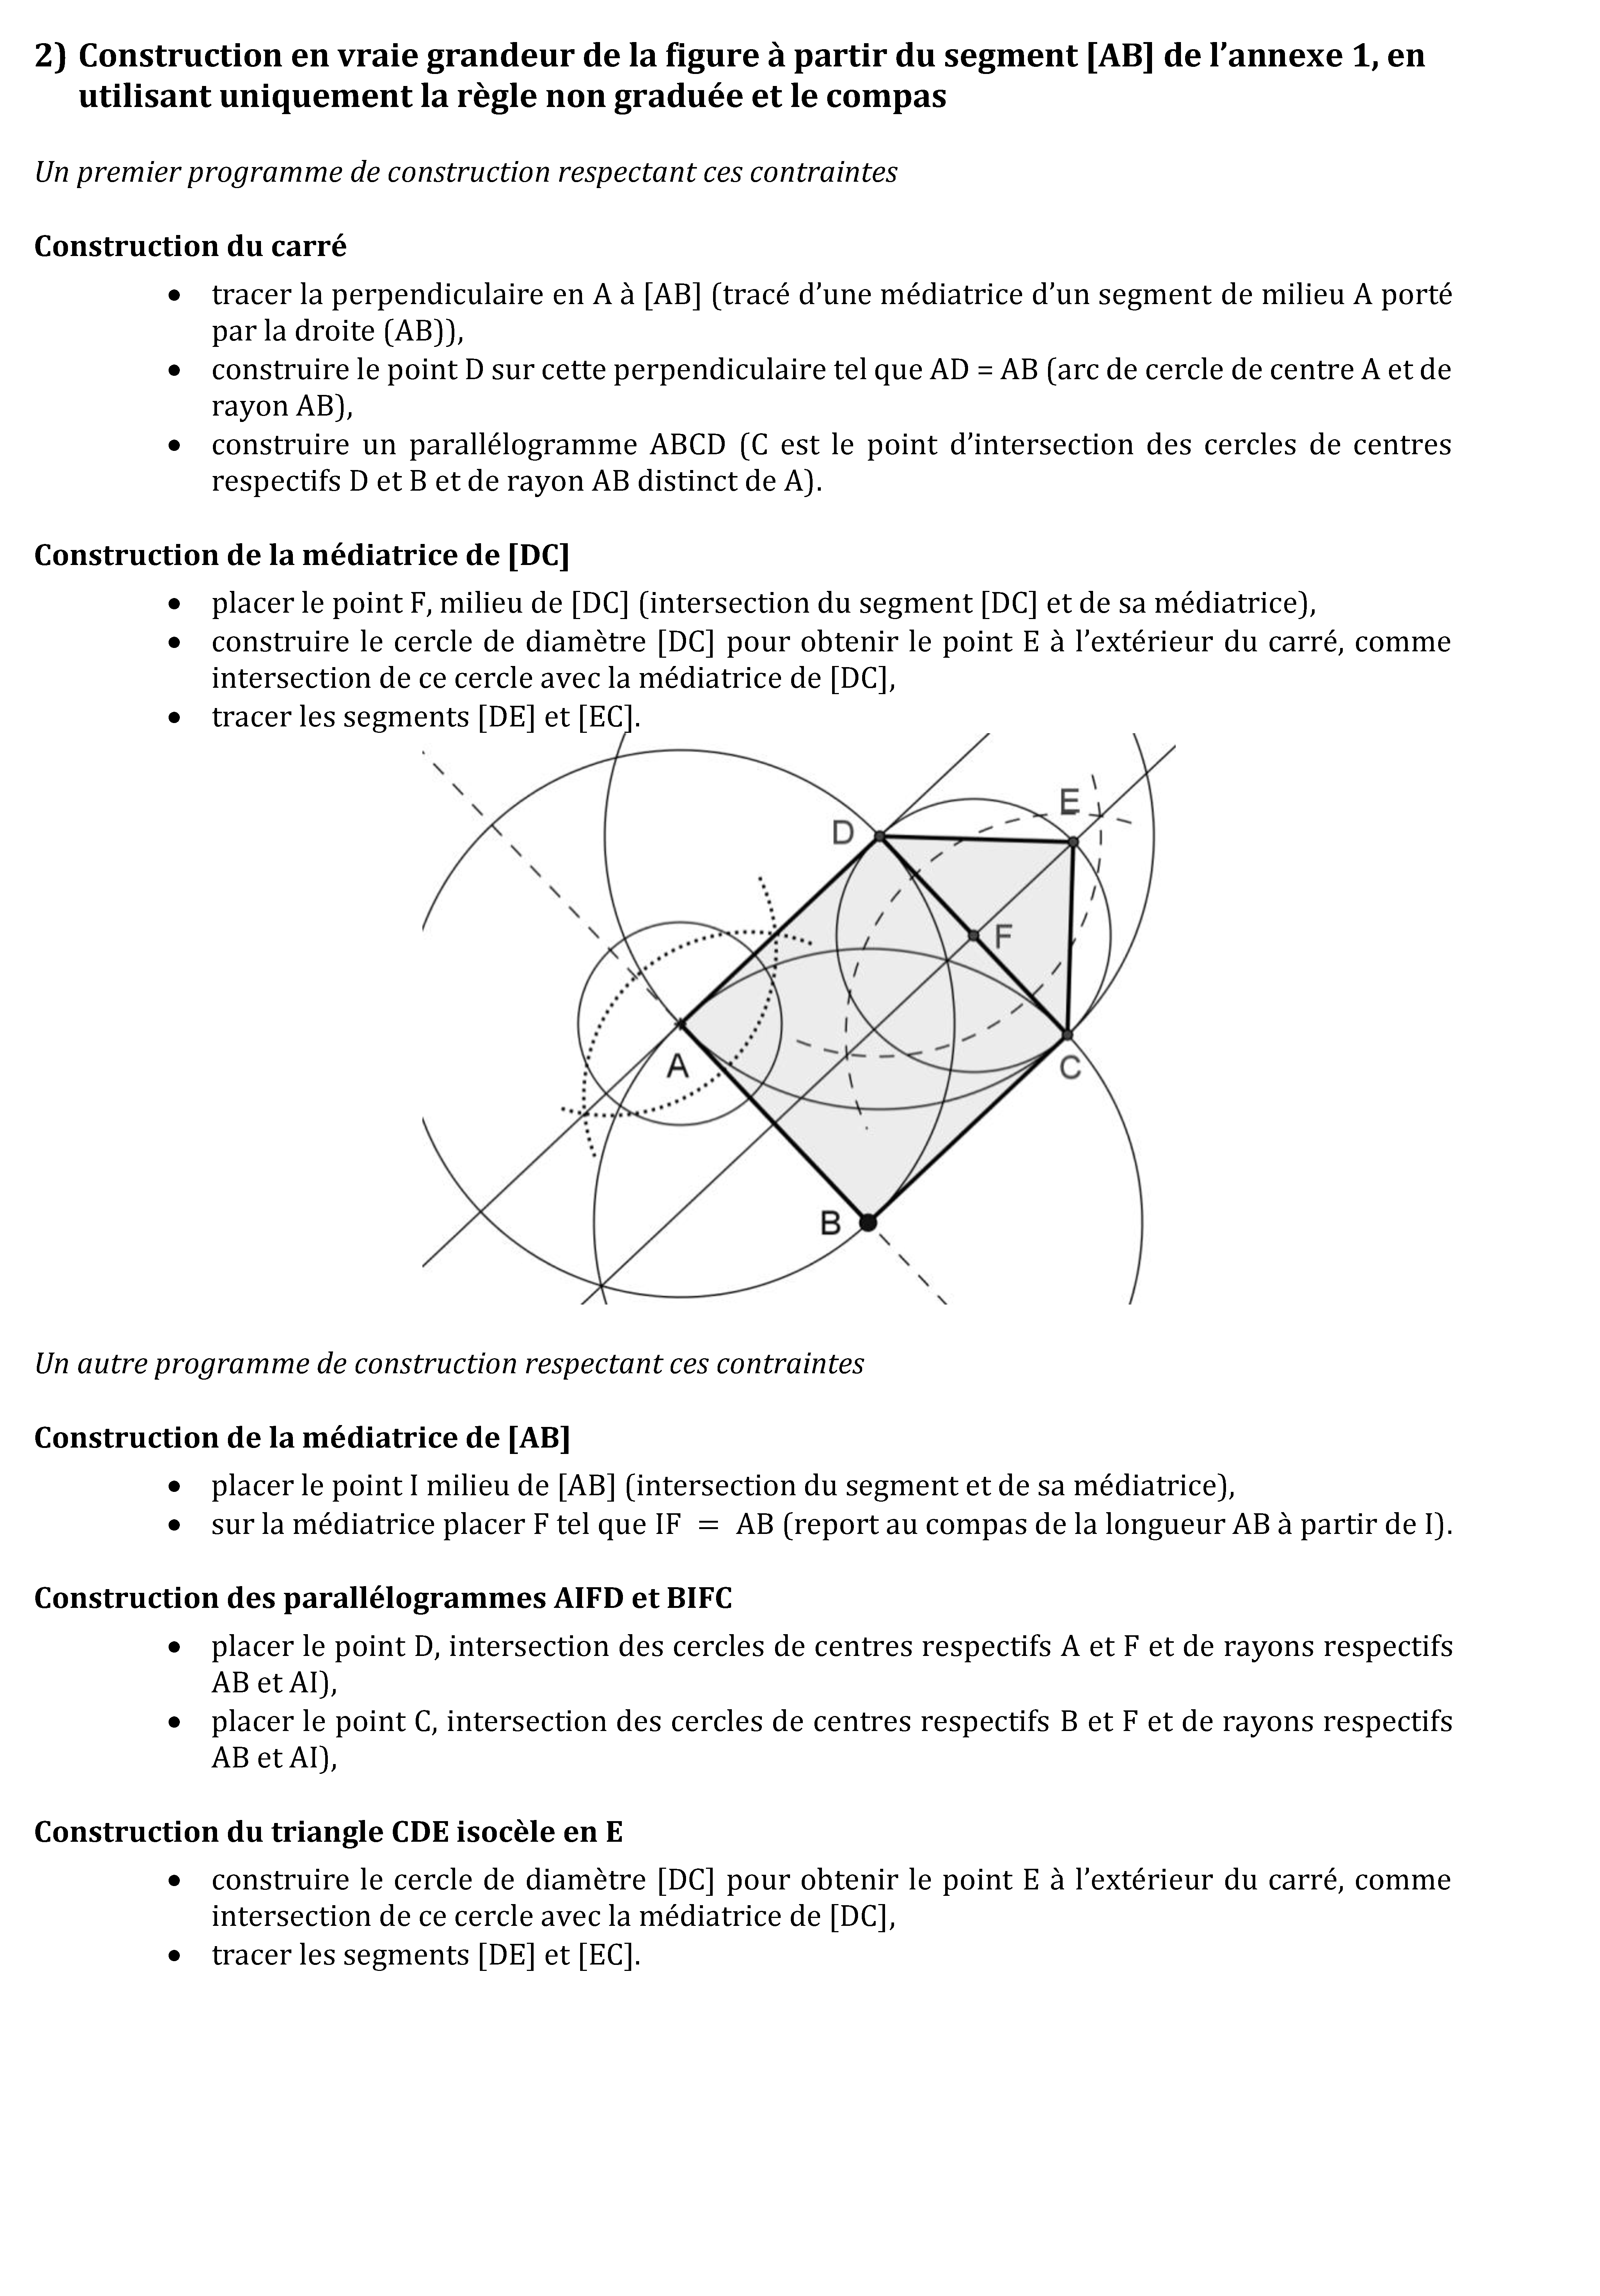 2) Construction en vraie grandeur de la figure à partir du segment [AB] de l’annexe 1, en
utilisant uniquement la règle non graduée et le compas
Un premier programme de construction respectant ces contraintes
Construction du carré
• tracer la perpendiculaire en A à [AB] (tracé d’une médiatrice d’un segment de milieu A porté
par la droite (AB)),
• construire le point D sur cette perpendiculaire tel que AD = AB (arc de cercle de centre A et de
rayon AB),
• construire un parallélogramme ABCD (C est le point d’intersection des cercles de centres
respectifs D et B et de rayon AB distinct de A).
Construction de la médiatrice de [DC]
• placer le point F, milieu de [DC] (intersection du segment [DC] et de sa médiatrice),
• construire le cercle de diamètre [DC] pour obtenir le point E à l’extérieur du carré, comme
intersection de ce cercle avec la médiatrice de [DC],
• tracer les segments [DE] et [EC].
E
D
F
A
C
B
Un autre programme de construction respectant ces contraintes
Construction de la médiatrice de [AB]
• placer le point I milieu de [AB] (intersection du segment et de sa médiatrice),
• sur la médiatrice placer F tel que IF = AB (report au compas de la longueur AB à partir de I).
Construction des parallélogrammes AIFD et BIFC
• placer le point D, intersection des cercles de centres respectifs A et F et de rayons respectifs
AB et AI),
• placer le point C, intersection des cercles de centres respectifs B et F et de rayons respectifs
AB et AI),
Construction du triangle CDE isocèle en E
• construire le cercle de diamètre [DC] pour obtenir le point E à l’extérieur du carré, comme
intersection de ce cercle avec la médiatrice de [DC],
• tracer les segments [DE] et [EC].